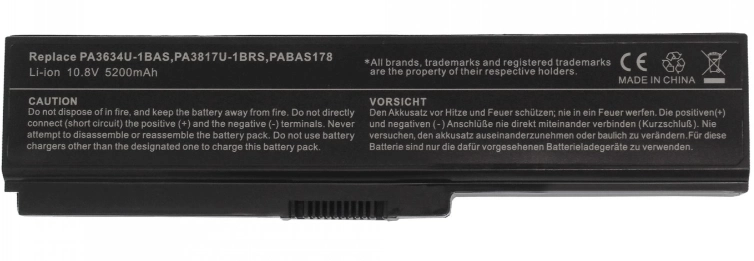 Replace PA3634U-1BAS,PA3817U-1BRS,PABAS178
Li-ion 10.8V 5200mAh
*All brands, trademarks, trade names and logos
are the property of their respective holders.
CE
MADE IN CHINA
CAUTION
Do not dispose of in fire, and keep the battery away from fire. Do not directly
connect (short circuit) the positive (+) and the negative (-) terminals. Never
attempt to disassemble or reassemble the battery pack. Do not use battery
chargers other than the designated one to charge this battery pack.
VORSICHT
Den Akkusatz vor Hitze und Feuer schützen; nie in ein Feuer werfen. Die positiven(+)
und negativen (-) Anschlüß nicht direkt miteinander verbinden (Kurzschluß). Nie
versuchen, den akkusatz auseinanderzunehmen oder baulich zu verändern.Für diese
Batterie sind nur die dafür vorgesehenen Batterieladegeräte zu verwenden.